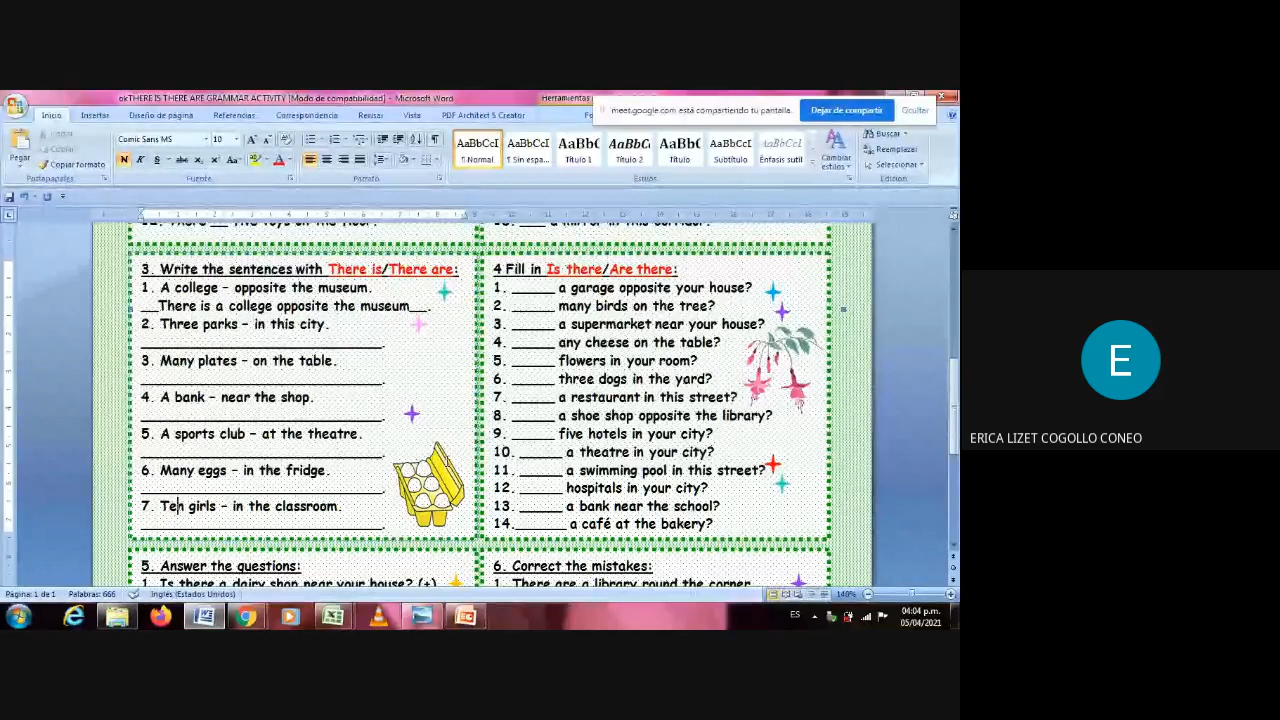 okTHERE IS THERE ARE GRAMMAR ACTIVITY [Modo de compatibilidad] - Microsoft Word
Herramientas
meet.google.com está compartiendo tu pantalla.
Dejar de compartir
Ocultar
Inicio
Insertar
Referencias
Correspondencia
Revisar
Vista
PDF Architect 5 Creator
Pegar
Copiar
Copiar formato
Portapapeles
Comic Sans MS
10
Fuente
Párrafo
AaBbCcI
¶ Normal
AaBbCcI
¶ Sin espa...
AaBbC
Título 1
AaBbCc
Título 2
AaBbC
Título
AaBbCcI
Subtítulo
AaBbCcI
Énfasis sutil
Estilos
Cambiar estilos
Buscar
Reemplazar
Seleccionar
Edición
3. Write the sentences with There is/There are:
1. A college – opposite the museum.
__There is a college opposite the museum__.
2. Three parks – in this city.
______________________________.
3. Many plates – on the table.
______________________________.
4. A bank – near the shop.
______________________________.
5. A sports club – at the theatre.
______________________________.
6. Many eggs – in the fridge.
______________________________.
7. Ten girls – in the classroom.
______________________________.
4 Fill in Is there/Are there:
1. ______ a garage opposite your house?
2. ______ many birds on the tree?
3. ______ a supermarket near your house?
4. ______ any cheese on the table?
5. ______ flowers in your room?
6. ______ three dogs in the yard?
7. ______ a restaurant in this street?
8. ______ a shoe shop opposite the library?
9. ______ five hotels in your city?
10. ______ a theatre in your city?
11. ______ a swimming pool in this street?
12. ______ hospitals in your city?
13. ______ a bank near the school?
14._______ a café at the bakery?
5. Answer the questions:
1. Is there a dairy shop near your house? (+)
6. Correct the mistakes:
1. There are a library round the corner.
Página: 1 de 1
Palabras: 666
Inglés (Estados Unidos)
140%
ES
04:04 p.m.
05/04/2021
E
ERICA LIZET COGOLLO CONEO